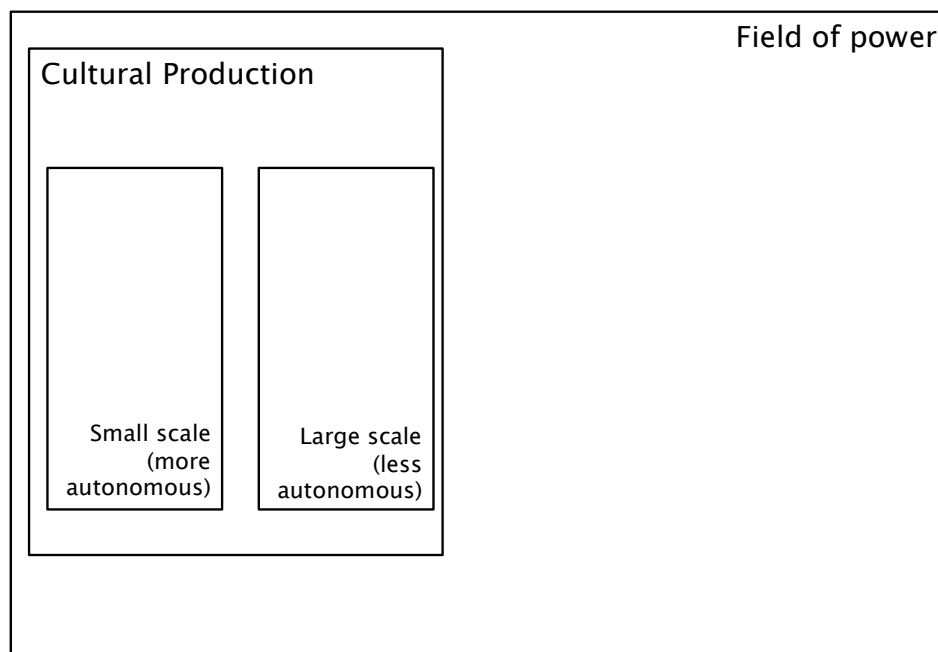 Field of power
Cultural Production
Small scale
(more
autonomous)
Large scale
(less
autonomous)